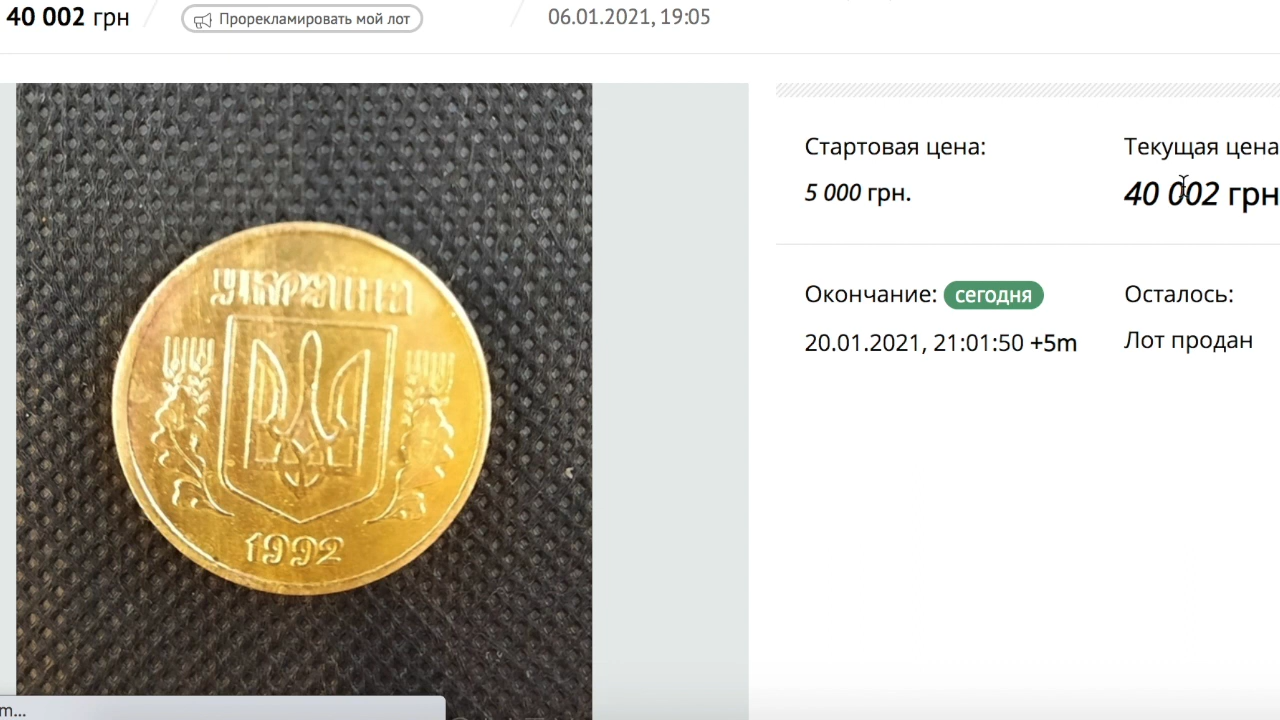 40 002 грн
Прорекламировать мой лот
06.01.2021, 19:05
УКРАЇНА
1992
Стартовая цена:
Текущая цена
5 000 грн.
40 002 грн
Окончание: сегодня
Осталось:
20.01.2021, 21:01:50 +5m
Лот продан
m...